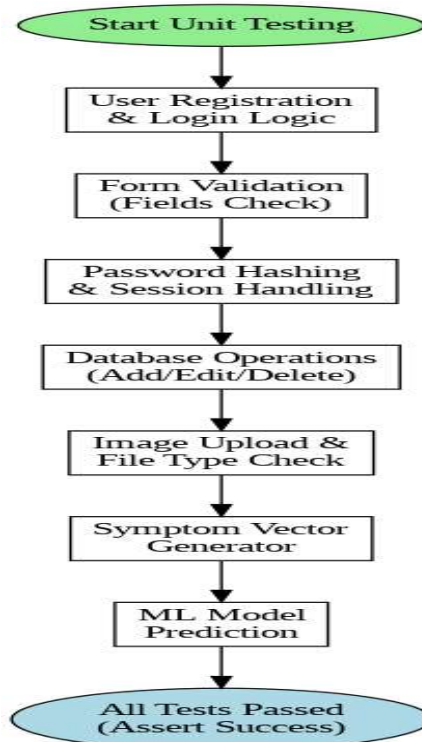 Start Unit Testing
User Registration
& Login Logic
Form Validation
(Fields Check)
Password Hashing
& Session Handling
Database Operations
(Add/Edit/Delete)
Image Upload &
File Type Check
Symptom Vector
Generator
ML Model
Prediction
All Tests Passed
(Assert Success)